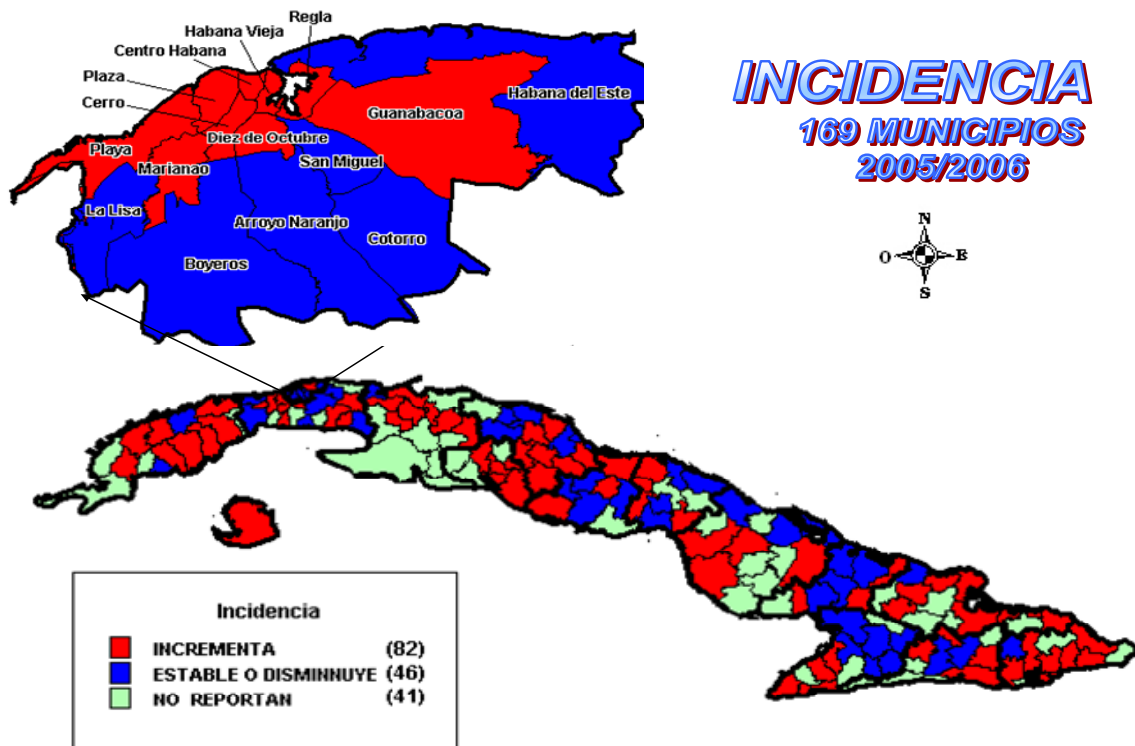 Regla
Habana Vieja
Centro Habana
Plaza
Cerro
Habana del Este
Guanabacoa
Diez de Octubre
Playa
San Miguel
Marianao
La Lisa
Arroyo Naranjo
Cotorro
Boyeros
INCIDENCIA
169 MUNICIPIOS
2005/2006
N
O E
S
Incidencia
INCREMENTA (82)
ESTABLE O DISMINNUYE (46)
NO REPORTAN (41)